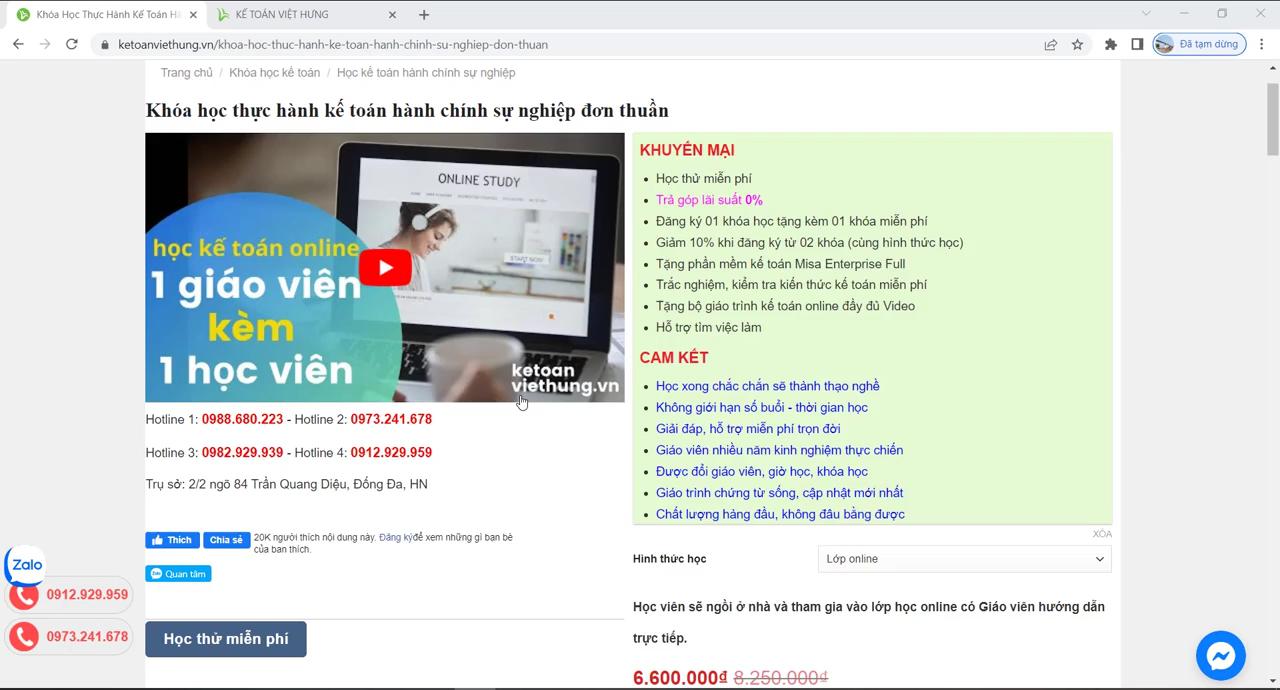 Khóa Học Thực Hành Kế Toán H
KẾ TOÁN VIỆT HƯNG
ketoanviethung.vn/khoa-hoc-thuc-hanh-ke-toan-hanh-chinh-su-nghiep-don-thuan
Đã tạm dừng
Trang chủ / Khóa học kế toán / Học kế toán hành chính sự nghiệp
Khóa học thực hành kế toán hành chính sự nghiệp đơn thuần
ONLINE STUDY
START NOW
học kế toán online
1 giáo viên
kèm
1 học viên
ketoan
viethung.vn
Hotline 1: 0988.680.223 - Hotline 2: 0973.241.678
Hotline 3: 0982.929.939 - Hotline 4: 0912.929.959
Trụ sở: 2/2 ngõ 84 Trần Quang Diệu, Đống Đa, HN
Thích Chia sẻ 20K người thích nội dung này. Đăng ký để xem những gì bạn bè
của bạn thích.
Quan tâm
Học thử miễn phí
Zalo
0912.929.959
0973.241.678
KHUYẾN MẠI
Học thử miễn phí
Trả góp lãi suất 0%
Đăng ký 01 khóa học tặng kèm 01 khóa miễn phí
Giảm 10% khi đăng ký từ 02 khóa (cùng hình thức học)
Tặng phần mềm kế toán Misa Enterprise Full
Trắc nghiệm, kiểm tra kiến thức kế toán miễn phí
Tặng bộ giáo trình kế toán online đầy đủ Video
Hỗ trợ tìm việc làm
CAM KẾT
Học xong chắc chắn sẽ thành thạo nghề
Không giới hạn số buổi - thời gian học
Giải đáp, hỗ trợ miễn phí trọn đời
Giáo viên nhiều năm kinh nghiệm thực chiến
Được đổi giáo viên, giờ học, khóa học
Giáo trình chứng từ sống, cập nhật mới nhất
Chất lượng hàng đầu, không đâu bằng được
XÓA
Hình thức học
Lớp online
Học viên sẽ ngồi ở nhà và tham gia vào lớp học online có Giáo viên hướng dẫn
trực tiếp.
6.600.000₫ 8.250.000₫